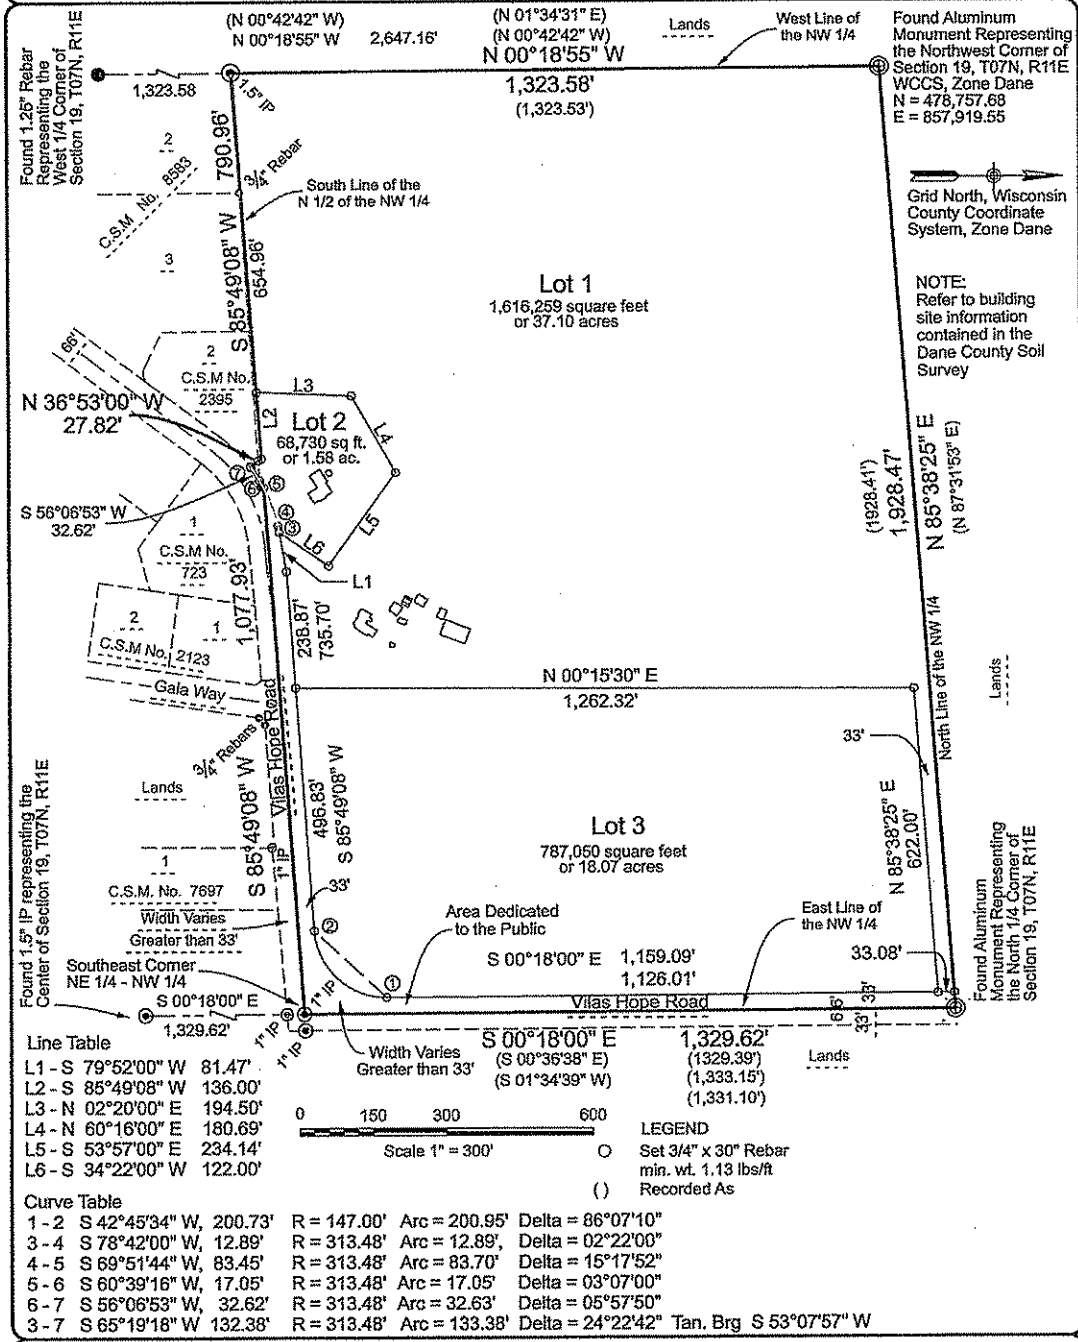 (N 00°42'42" W)
N 00°18'55" W 2,647.16'
(N 01°34'31" E)
(N 00°42'42" W)
N 00°18'55" W
1,323.58'
(1,323.53')
Lands
West Line of
the NW 1/4
Found Aluminum
Monument Representing
the Northwest Corner of
Section 19, T07N, R11E
WCCS, Zone Dane
N = 478,757.68
E = 857,919.55
Grid North, Wisconsin
County Coordinate
System, Zone Dane
NOTE:
Refer to building
site information
contained in the
Dane County Soil
Survey
Found 1.25" Rebar
Representing the
West 1/4 Corner of
Section 19, T07N, R11E
1,323.58
1.5" IP
2
C.S.M No. 8583
3
790.96'
3/4" Rebar
South Line of the
N 1/2 of the NW 1/4
S 85°49'08" W
654.96'
Lot 1
1,616,259 square feet
or 37.10 acres
66'
2
C.S.M No.
2395
N 36°53'00" W
27.82'
L3
L2
Lot 2
68,730 sq ft.
or 1.58 ac.
L4
L5
L6
L1
7
6
5
4
3
S 56°06'53" W
32.62'
1
C.S.M No.
723
1,077.93'
2
1
C.S.M No. 2123
Gala Way
3/4" Rebars
238.87'
735.70'
(1928.41')
1,928.47'
N 85°38'25" E
(N 87°31'53" E)
North Line of the NW 1/4
Lands
N 00°15'30" E
1,262.32'
33'
Vilas Hope Road
Lands
S 85°49'08" W
1" IP
496.83'
S 85°49'08" W
33'
Lot 3
787,050 square feet
or 18.07 acres
N 85°38'25" E
622.00'
1
C.S.M. No. 7697
Width Varies
Greater than 33'
2
1
Area Dedicated
to the Public
East Line of
the NW 1/4
33.08'
Found Aluminum
Monument Representing
the North 1/4 Corner of
Section 19, T07N, R11E
Found 1.5" IP representing the
Center of Section 19, T07N, R11E
Southeast Corner
NE 1/4 - NW 1/4
S 00°18'00" E
1,329.62'
1" IP
1" IP
1" IP
S 00°18'00" E 1,159.09'
1,126.01'
Vilas Hope Road
66'
33'
33'
Width Varies
Greater than 33'
S 00°18'00" E 1,329.62'
(S 00°36'38" E) (1329.39')
(S 01°34'39" W) (1,333.15')
(1,331.10')
Lands
Line Table
L1 - S 79°52'00" W 81.47'
L2 - S 85°49'08" W 136.00'
L3 - N 02°20'00" E 194.50'
L4 - N 60°16'00" E 180.69'
L5 - S 53°57'00" E 234.14'
L6 - S 34°22'00" W 122.00'
0 150 300 600
Scale 1" = 300'
LEGEND
Set 3/4" x 30" Rebar
min. wt. 1.13 lbs/ft
( ) Recorded As
Curve Table
1 - 2 S 42°45'34" W, 200.73' R = 147.00' Arc = 200.95' Delta = 86°07'10"
3 - 4 S 78°42'00" W, 12.89' R = 313.48' Arc = 12.89', Delta = 02°22'00"
4 - 5 S 69°51'44" W, 83.45' R = 313.48' Arc = 83.70' Delta = 15°17'52"
5 - 6 S 60°39'16" W, 17.05' R = 313.48' Arc = 17.05' Delta = 03°07'00"
6 - 7 S 56°06'53" W, 32.62' R = 313.48' Arc = 32.63' Delta = 05°57'50"
3 - 7 S 65°19'18" W 132.38' R = 313.48' Arc = 133.38' Delta = 24°22'42" Tan. Brg S 53°07'57" W